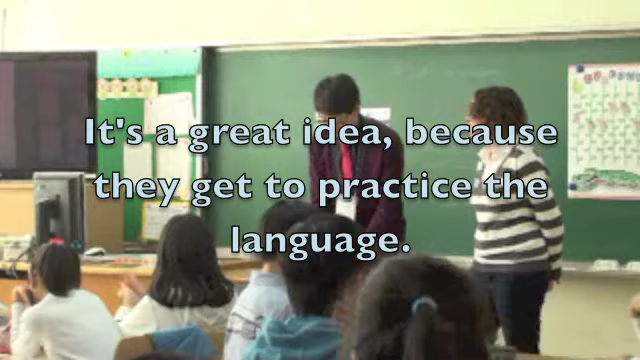 It's a great idea, because
they get to practice the
language.